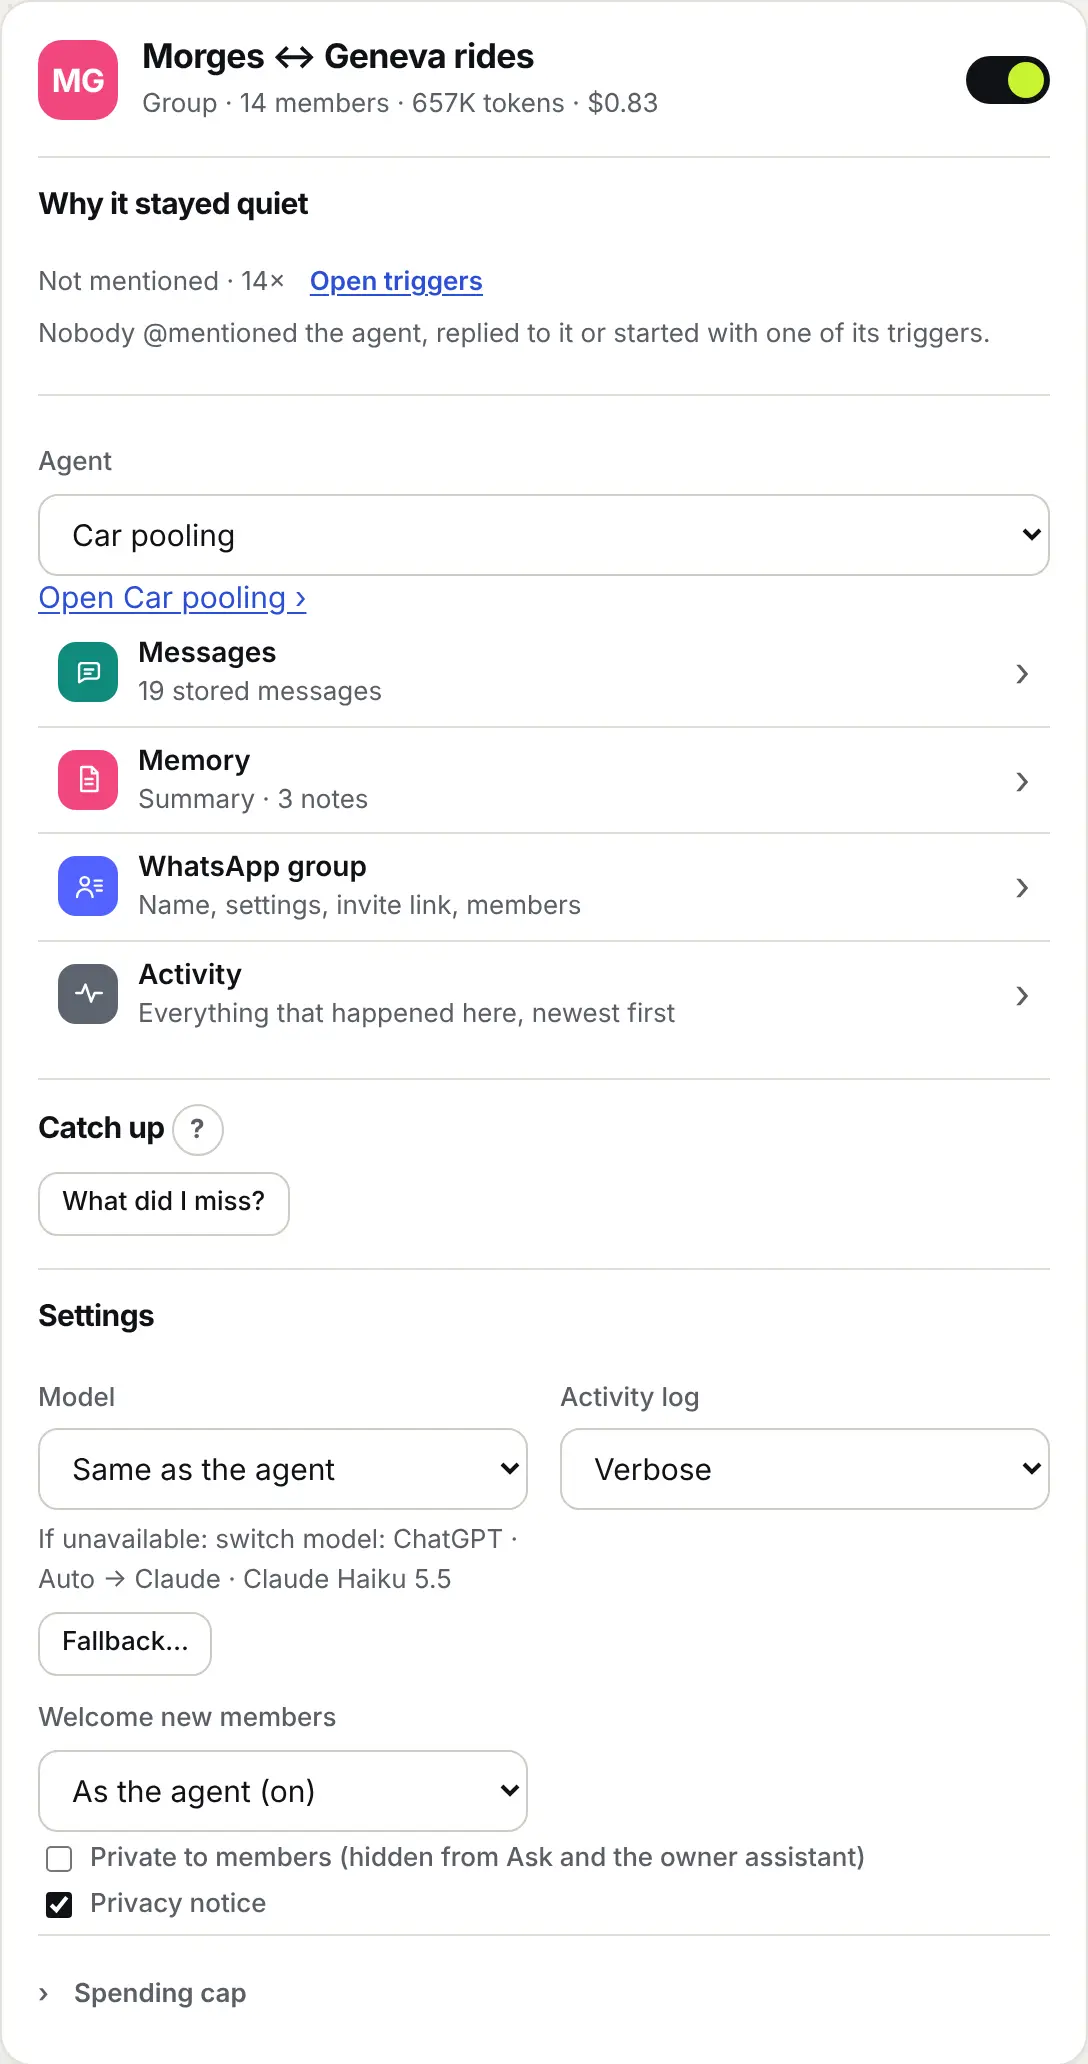 MG
Morges ↔ Geneva rides
Group · 14 members · 657K tokens · $0.83
Why it stayed quiet
Not mentioned · 14× Open triggers
Nobody @mentioned the agent, replied to it or started with one of its triggers.
Agent
Car pooling
Open Car pooling ›
Messages
19 stored messages
Memory
Summary · 3 notes
WhatsApp group
Name, settings, invite link, members
Activity
Everything that happened here, newest first
Catch up ?
What did I miss?
Settings
Model
Same as the agent
Activity log
Verbose
If unavailable: switch model: ChatGPT ·
Auto → Claude · Claude Haiku 5.5
Fallback...
Welcome new members
As the agent (on)
Private to members (hidden from Ask and the owner assistant)
Privacy notice
› Spending cap